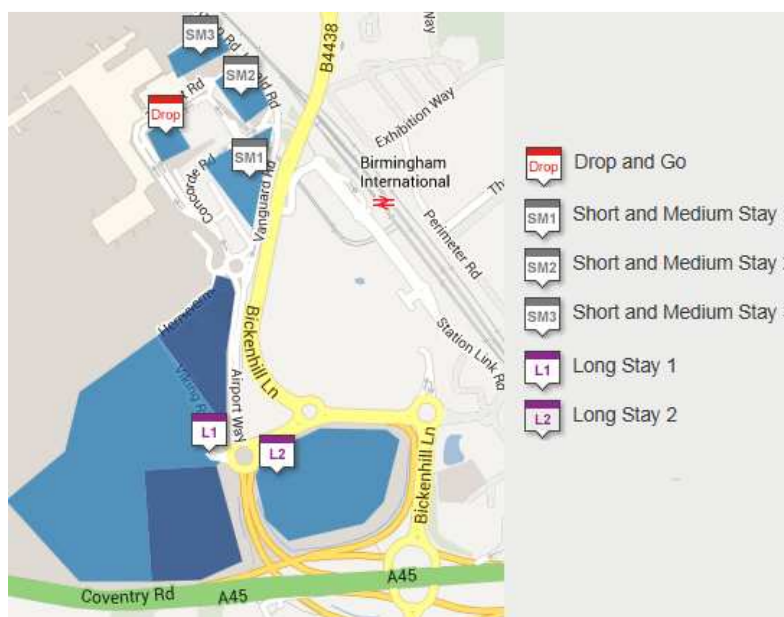 SM3
SM2
Drop
SM1
B4438
Way
Exhibition Way
Birmingham
International
Concorde Rd
Vanguard Rd
Perimeter Rd
Station Link Rd
Bickenhill Ln
Airport Way
L1
L2
Bickenhill Ln
A45
Coventry Rd
A45
Drop
Drop and Go
SM1
Short and Medium Stay
SM2
Short and Medium Stay
SM3
Short and Medium Stay
L1
Long Stay 1
L2
Long Stay 2